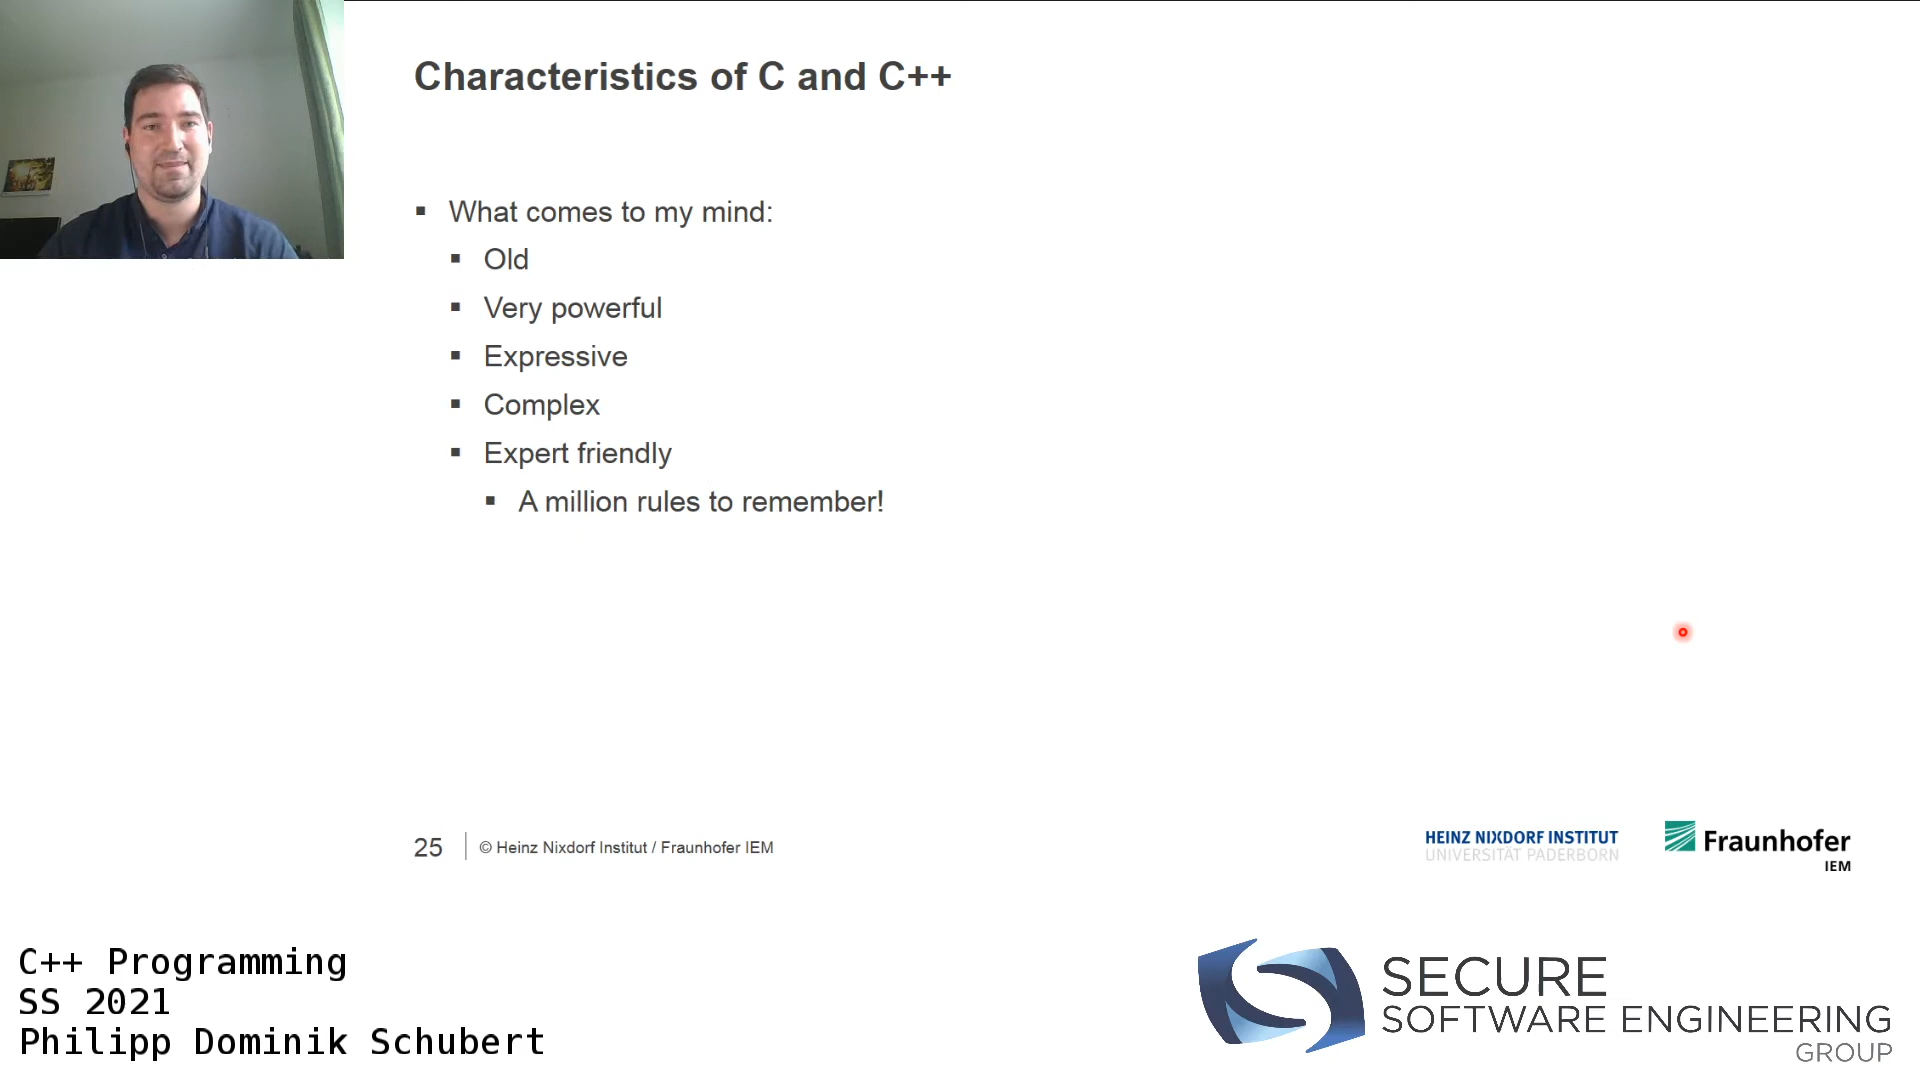 Characteristics of C and C++
▪ What comes to my mind:
▪ Old
▪ Very powerful
▪ Expressive
▪ Complex
▪ Expert friendly
▪ A million rules to remember!
25 © Heinz Nixdorf Institut / Fraunhofer IEM
HEINZ NIXDORF INSTITUT
UNIVERSITÄT PADERBORN
Fraunhofer
IEM
C++ Programming
SS 2021
Philipp Dominik Schubert
SECURE
SOFTWARE ENGINEERING
GROUP